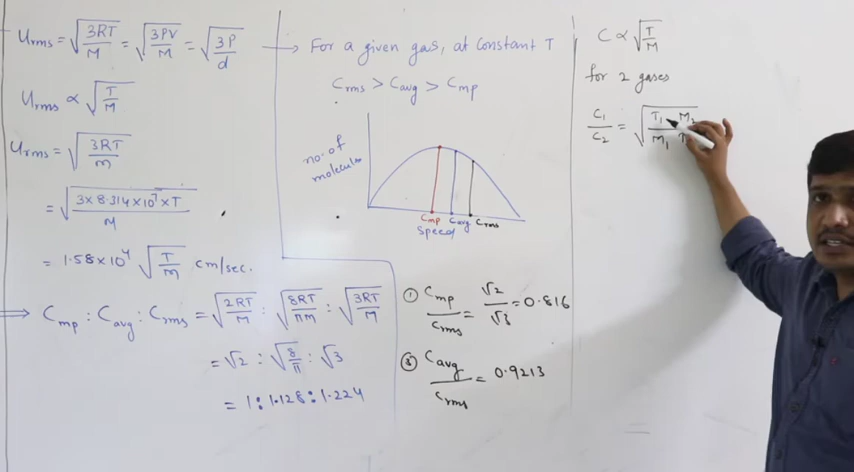 Urms = √(3RT/M) = √(3PV/M) = √(3P/d)
Urms ∝ √(T/M)
Urms = √(3RT/m)
= √(3×8.314×10⁷×T/M)
= 1.58×10⁴ √(T/m) cm/sec.
⇒ Cmp : Cavg : Crms = √(2RT/M) : √(8RT/πM) : √(3RT/M)
= √2 : √(8/π) : √3
= 1 : 1.128 : 1.224
→ For a given gas, at Constant T
Crms > Cavg > Cmp
no. of
molecules
Cmp Cavg Crms
Speed
① Cmp/Crms = √2/√3 = 0.816
Cavg/Crms = 0.9213
C ∝ √(T/M)
for 2 gases
C₁/C₂ = √(T₁ M₂/M₁ T